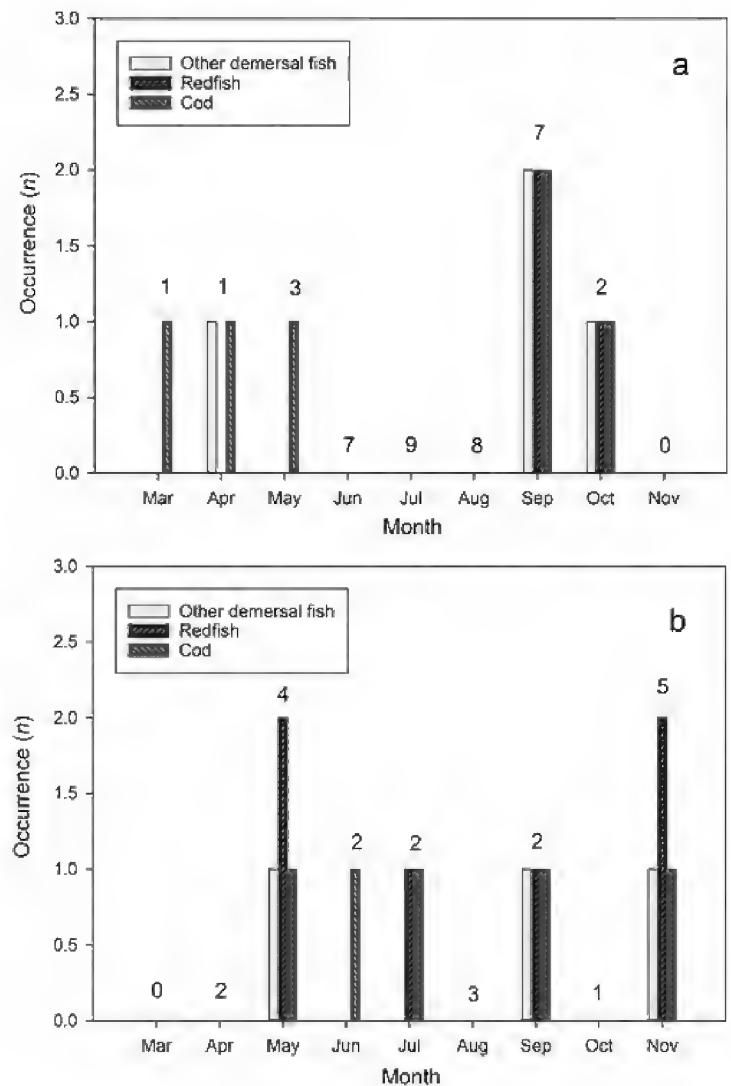 3.0
a
Other demersal fish
Redfish
Cod
2.5
7
2.0
Occurrence (n)
1.5
1 1 3 2
1.0
0.5
7 9 8 0
0.0
Mar Apr May Jun Jul Aug Sep Oct Nov
Month
3.0
b
Other demersal fish
Redfish
Cod
2.5
4 5
2.0
Occurrence (n)
1.5
2 2 2
1.0
0.5
0 2 3 1
0.0
Mar Apr May Jun Jul Aug Sep Oct Nov
Month